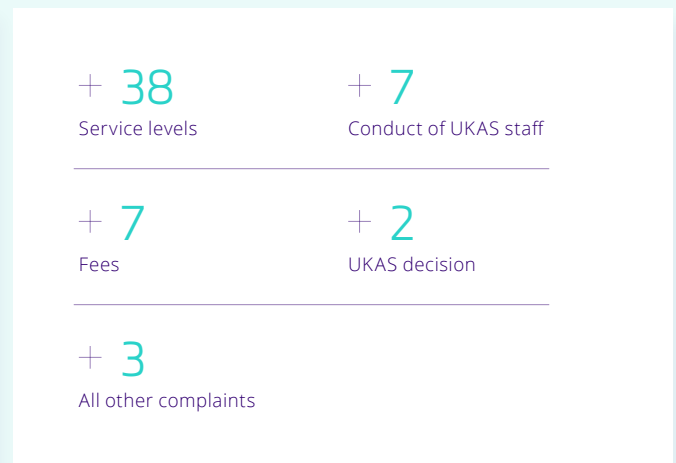 + 38
Service levels
+ 7
Conduct of UKAS staff
+ 7
Fees
+ 2
UKAS decision
+ 3
All other complaints